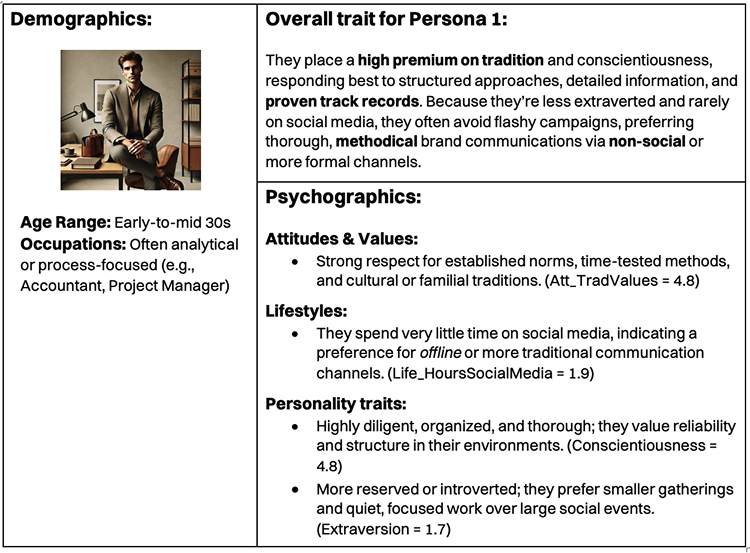 Demographics:
Age Range: Early-to-mid 30s
Occupations: Often analytical
or process-focused (e.g.,
Accountant, Project Manager)
Overall trait for Persona 1:
They place a high premium on tradition and conscientiousness,
responding best to structured approaches, detailed information, and
proven track records. Because they're less extraverted and rarely
on social media, they often avoid flashy campaigns, preferring
thorough, methodical brand communications via non-social or
more formal channels.
Psychographics:
Attitudes & Values:
• Strong respect for established norms, time-tested methods,
and cultural or familial traditions. (Att_TradValues = 4.8)
Lifestyles:
• They spend very little time on social media, indicating a
preference for offline or more traditional communication
channels. (Life_HoursSocialMedia = 1.9)
Personality traits:
• Highly diligent, organized, and thorough; they value reliability
and structure in their environments. (Conscientiousness =
4.8)
• More reserved or introverted; they prefer smaller gatherings
and quiet, focused work over large social events.
(Extraversion = 1.7)